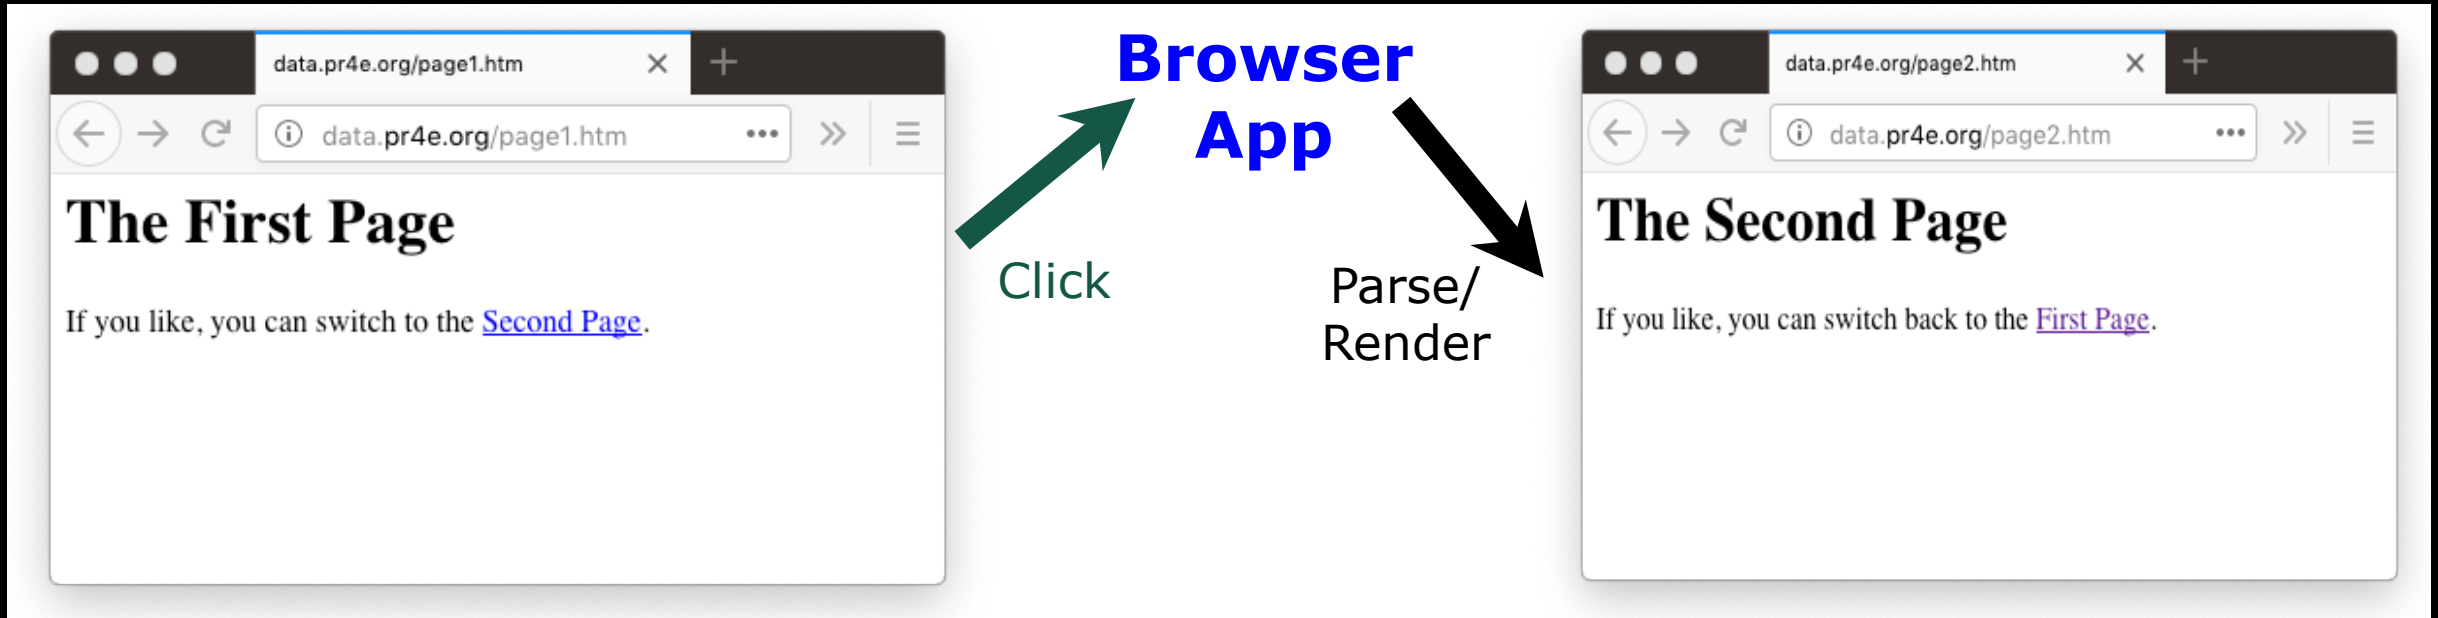 data.pr4e.org/page1.htm
data.pr4e.org/page1.htm
The First Page
If you like, you can switch to the Second Page.
Browser
App
Click
Parse/
Render
data.pr4e.org/page2.htm
data.pr4e.org/page2.htm
The Second Page
If you like, you can switch back to the First Page.